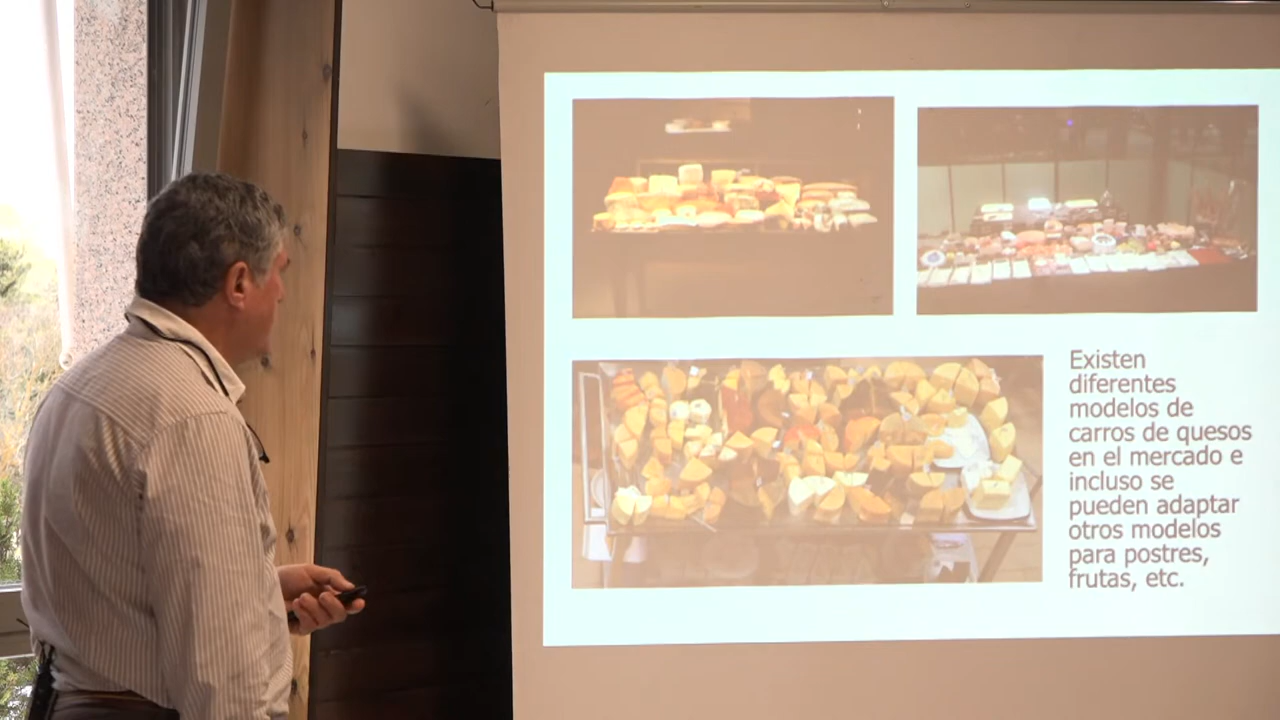 Existen
diferentes
modelos de
carros de quesos
en el mercado e
incluso se
pueden adaptar
otros modelos
para postres,
frutas, etc.